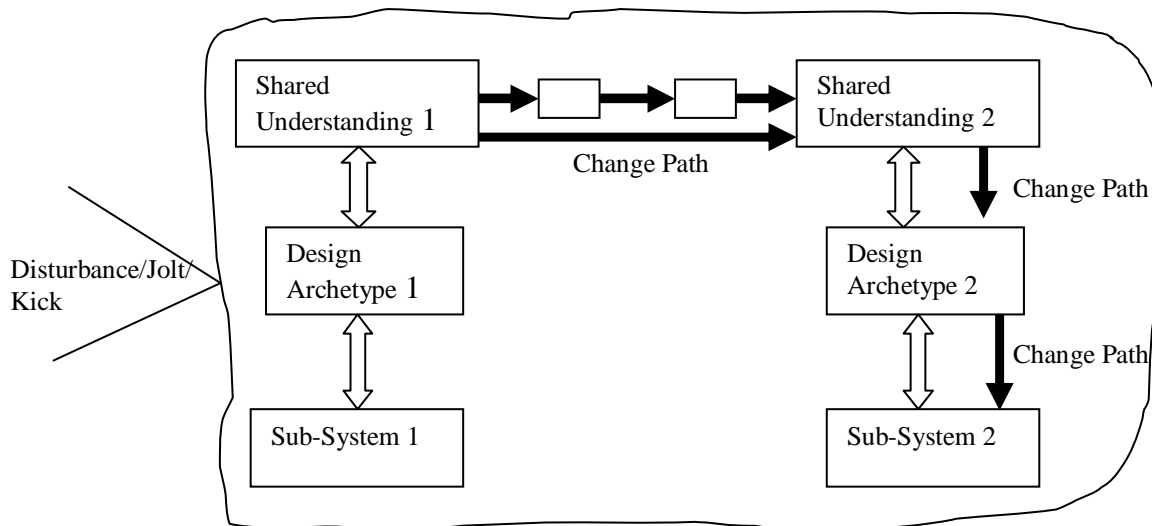 Shared
Understanding 1
Shared
Understanding 2
Change Path
Change Path
Disturbance/Jolt/
Kick
Design
Archetype 1
Design
Archetype 2
Change Path
Sub-System 1
Sub-System 2